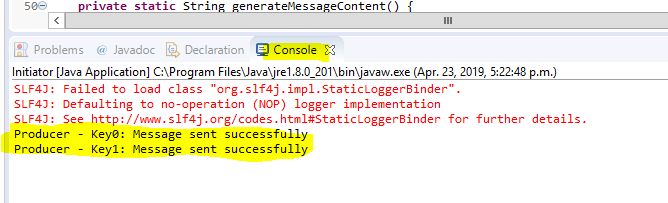 50 private static String generateMessageContent() {
Problems @ Javadoc Declaration Console
Initiator [Java Application] C:\Program Files\Java\jre1.8.0_201\bin\javaw.exe (Apr. 23, 2019, 5:22:48 p.m.)
SLF4J: Failed to load class "org.slf4j.impl.StaticLoggerBinder".
SLF4J: Defaulting to no-operation (NOP) logger implementation
SLF4J: See http://www.slf4j.org/codes.html#StaticLoggerBinder for further details.
Producer - Key0: Message sent successfully
Producer - Key1: Message sent successfully